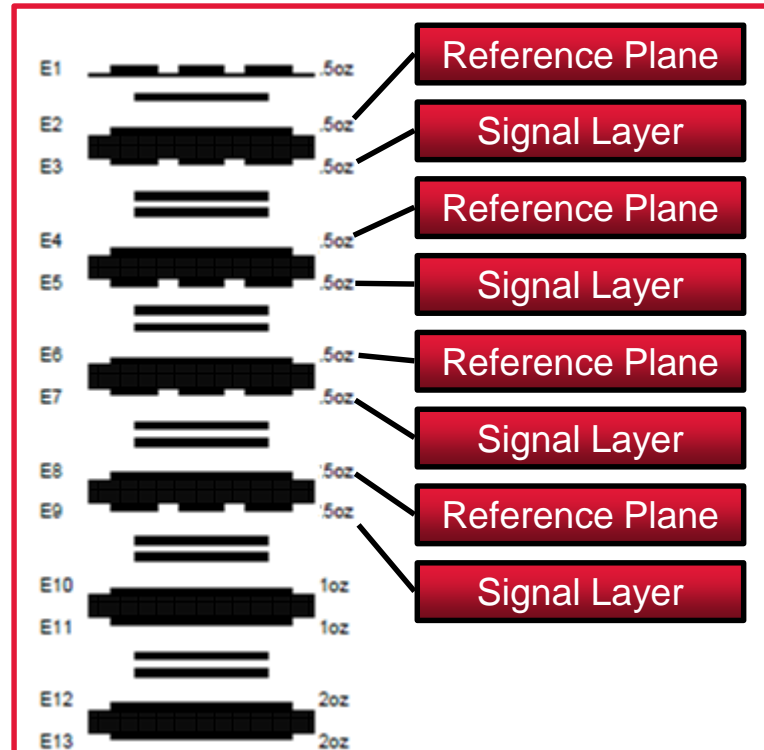 E1 .5oz
Reference Plane
E2 .5oz
Signal Layer
E3 .5oz
Reference Plane
E4 .5oz
Signal Layer
E5 .5oz
Reference Plane
E6 .5oz
E7 .5oz
Signal Layer
E8 .5oz
Reference Plane
E9 .5oz
Signal Layer
E10 1oz
E11 1oz
E12 2oz
E13 2oz